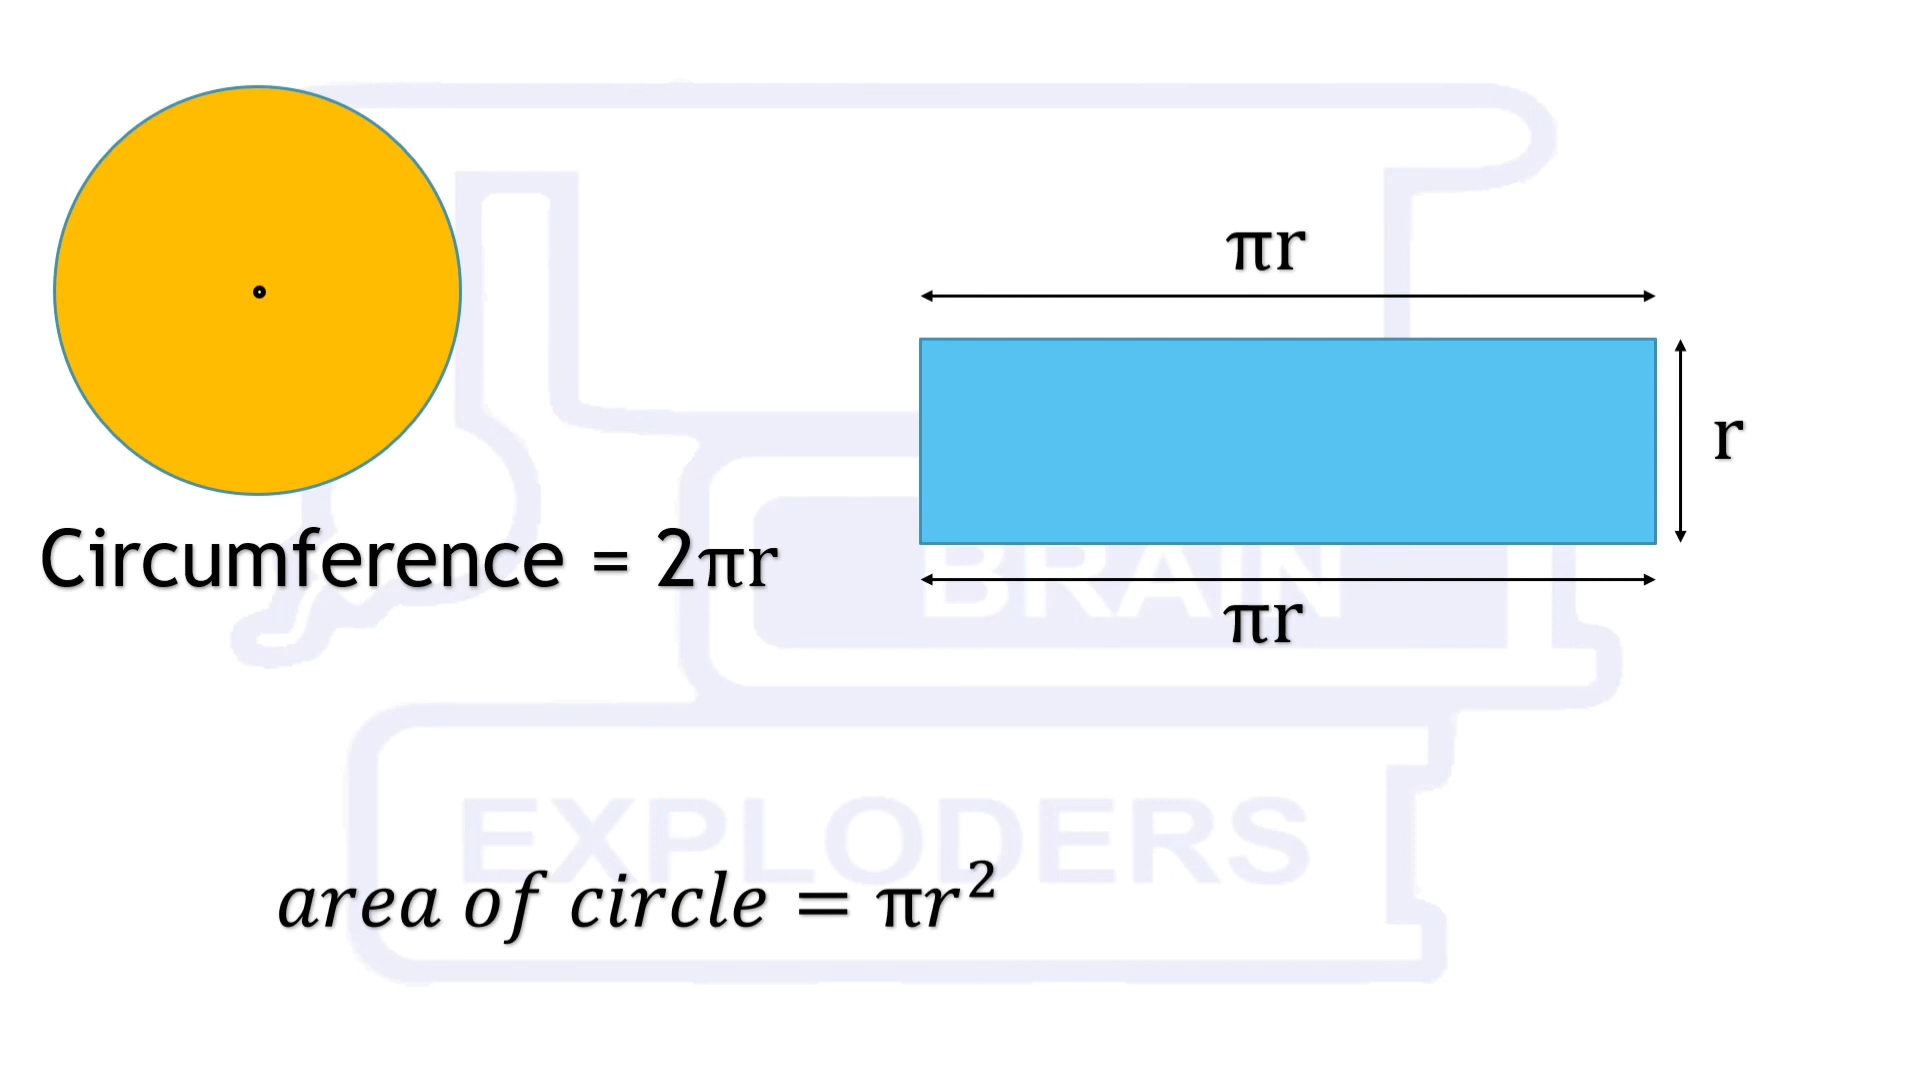 πr
r
Circumference = 2πr
BRAIN
πr
EXPLODERS
area of circle = πr²